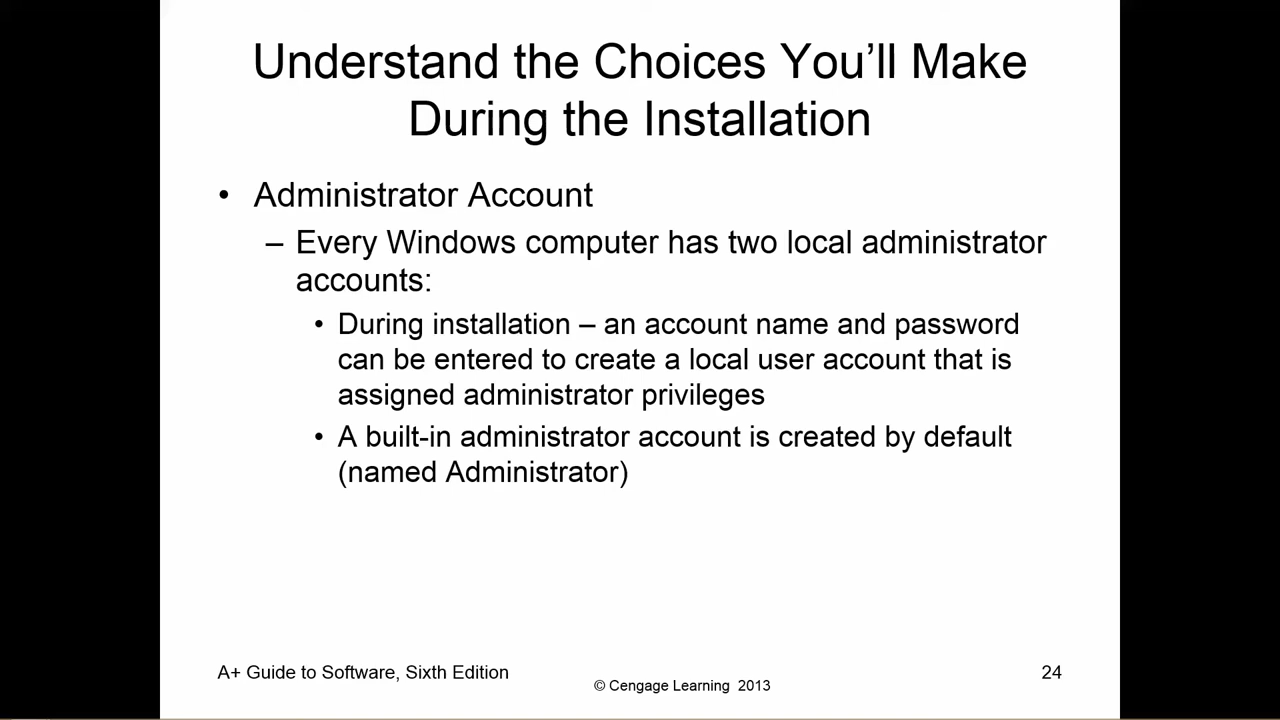 Understand the Choices You’ll Make
During the Installation
• Administrator Account
– Every Windows computer has two local administrator
accounts:
• During installation – an account name and password
can be entered to create a local user account that is
assigned administrator privileges
• A built-in administrator account is created by default
(named Administrator)
A+ Guide to Software, Sixth Edition
© Cengage Learning 2013
24